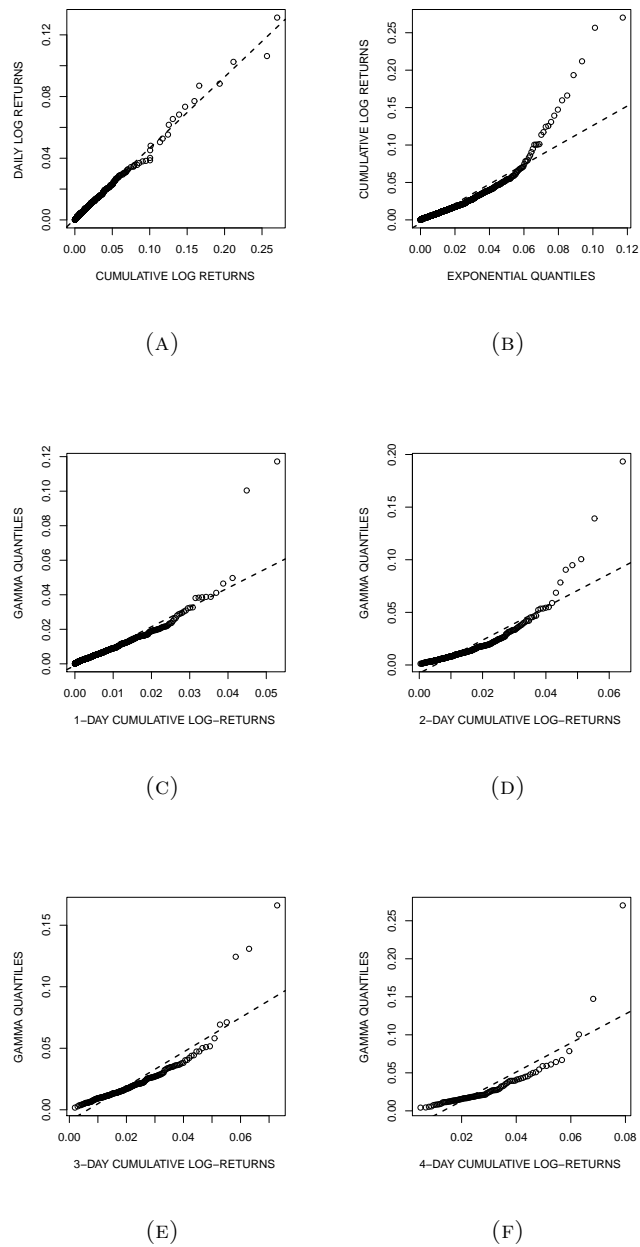 DAILY LOG RETURNS
0.00 0.04 0.08 0.12
0.00 0.05 0.10 0.15 0.20 0.25
CUMULATIVE LOG RETURNS
(A)
CUMULATIVE LOG RETURNS
0.00 0.05 0.10 0.15 0.20 0.25
0.00 0.02 0.04 0.06 0.08 0.10 0.12
EXPONENTIAL QUANTILES
(B)
GAMMA QUANTILES
0.00 0.02 0.04 0.06 0.08 0.10 0.12
0.00 0.01 0.02 0.03 0.04 0.05
1−DAY CUMULATIVE LOG−RETURNS
(C)
GAMMA QUANTILES
0.00 0.05 0.10 0.15 0.20
0.00 0.02 0.04 0.06
2−DAY CUMULATIVE LOG−RETURNS
(D)
GAMMA QUANTILES
0.00 0.05 0.10 0.15
0.00 0.02 0.04 0.06
3−DAY CUMULATIVE LOG−RETURNS
(E)
GAMMA QUANTILES
0.00 0.05 0.10 0.15 0.20 0.25
0.02 0.04 0.06 0.08
4−DAY CUMULATIVE LOG−RETURNS
(F)